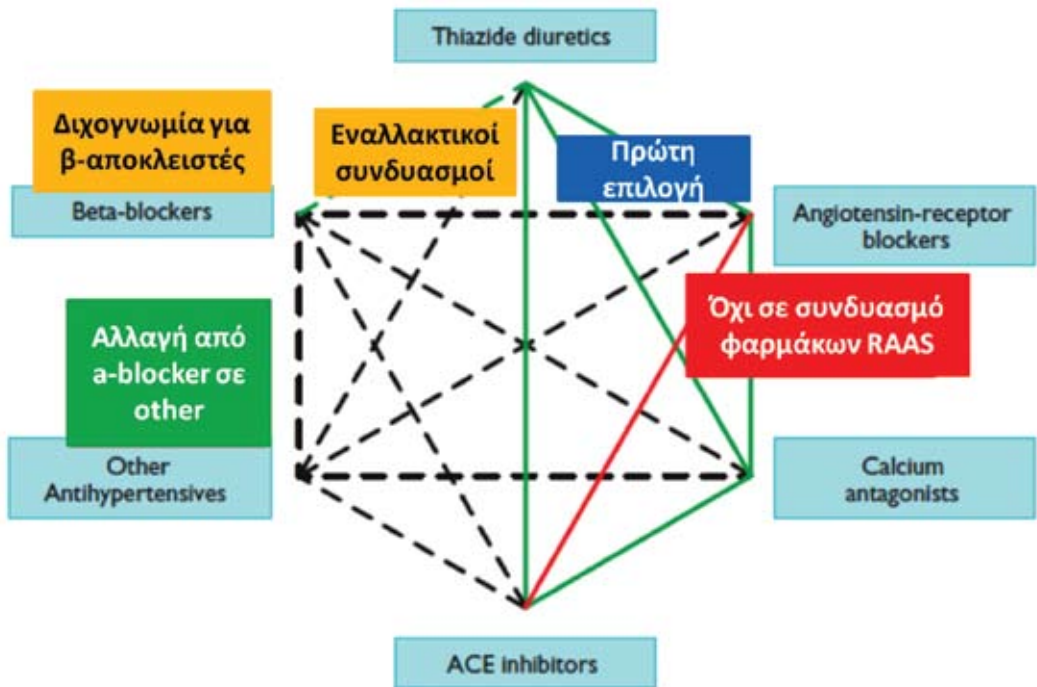 Thiazide diuretics
Διχογνωμία για
β-αποκλειστές
Εναλλακτικοί
συνδυασμοί
Πρώτη
επιλογή
Beta-blockers
Angiotensin-receptor
blockers
Αλλαγή από
a-blocker σε
other
Όχι σε συνδυασμό
φαρμάκων RAAS
Other
Antihypertensives
Calcium
antagonists
ACE inhibitors